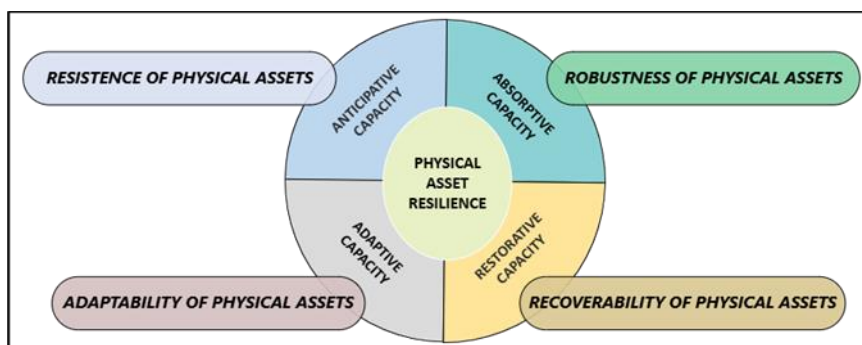 RESISTENCE OF PHYSICAL ASSETS
ROBUSTNESS OF PHYSICAL ASSETS
ANTICIPATIVE
CAPACITY
ABSORPTIVE
CAPACITY
PHYSICAL
ASSET
RESILIENCE
ADAPTIVE
CAPACITY
RESTORATIVE
CAPACITY
ADAPTABILITY OF PHYSICAL ASSETS
RECOVERABILITY OF PHYSICAL ASSETS